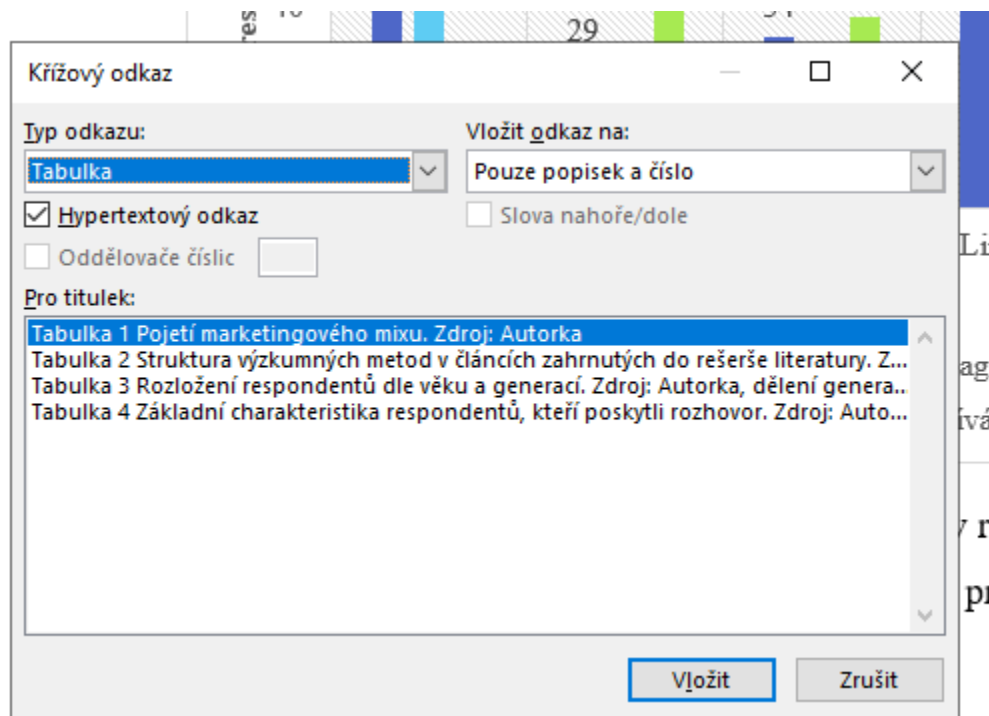 29
Křížový odkaz
Typ odkazu:
Vložit odkaz na:
Tabulka
Pouze popisek a číslo
Hypertextový odkaz
Slova nahoře/dole
Oddělovače číslic
Pro titulek:
Tabulka 1 Pojetí marketingového mixu. Zdroj: Autorka
Tabulka 2 Struktura výzkumných metod v článcích zahrnutých do rešerše literatury. Z...
Tabulka 3 Rozložení respondentů dle věku a generací. Zdroj: Autorka, dělení genera...
Tabulka 4 Základní charakteristika respondentů, kteří poskytli rozhovor. Zdroj: Auto...
Vložit
Zrušit